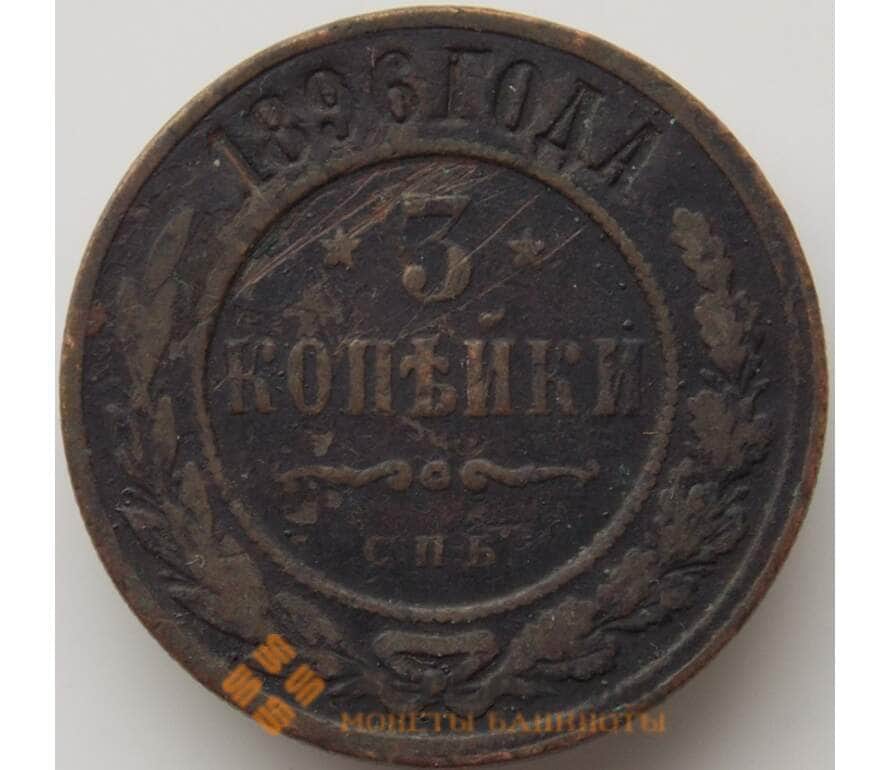 1896 ГОДА
3
КОПѢЙКИ
СПБ
МОНЕТЫ БАНКНОТЫ